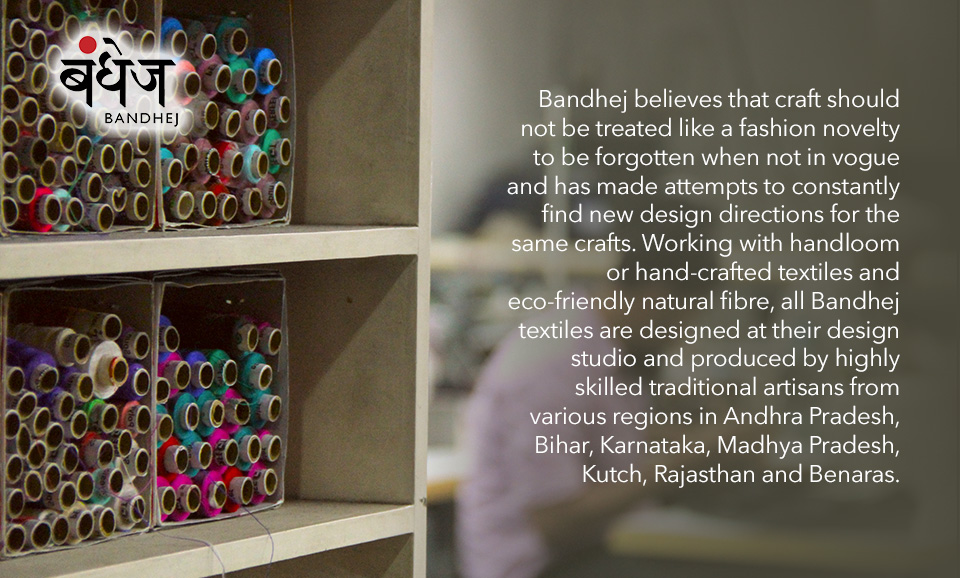 बंधेज
BANDHEJ
Bandhej believes that craft should
not be treated like a fashion novelty
to be forgotten when not in vogue
and has made attempts to constantly
find new design directions for the
same crafts. Working with handloom
or hand-crafted textiles and
eco-friendly natural fibre, all Bandhej
textiles are designed at their design
studio and produced by highly
skilled traditional artisans from
various regions in Andhra Pradesh,
Bihar, Karnataka, Madhya Pradesh,
Kutch, Rajasthan and Benaras.